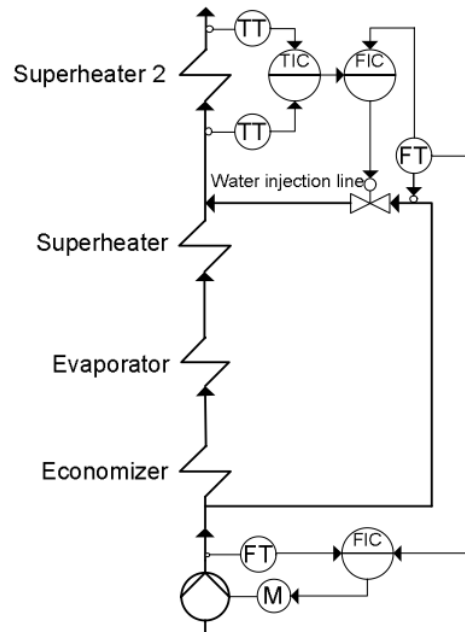 TT
Superheater 2
TIC
FIC
TT
FT
Water injection line
Superheater
Evaporator
Economizer
FIC
FT
M